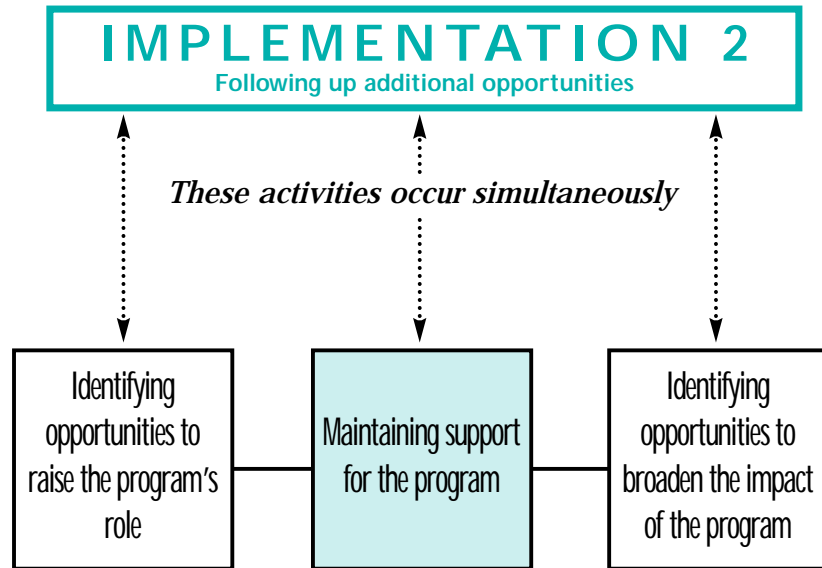 IMPLEMENTATION 2
Following up additional opportunities
These activities occur simultaneously
Identifying
opportunities to
raise the program's
role
Maintaining support
for the program
Identifying
opportunities to
broaden the impact
of the program